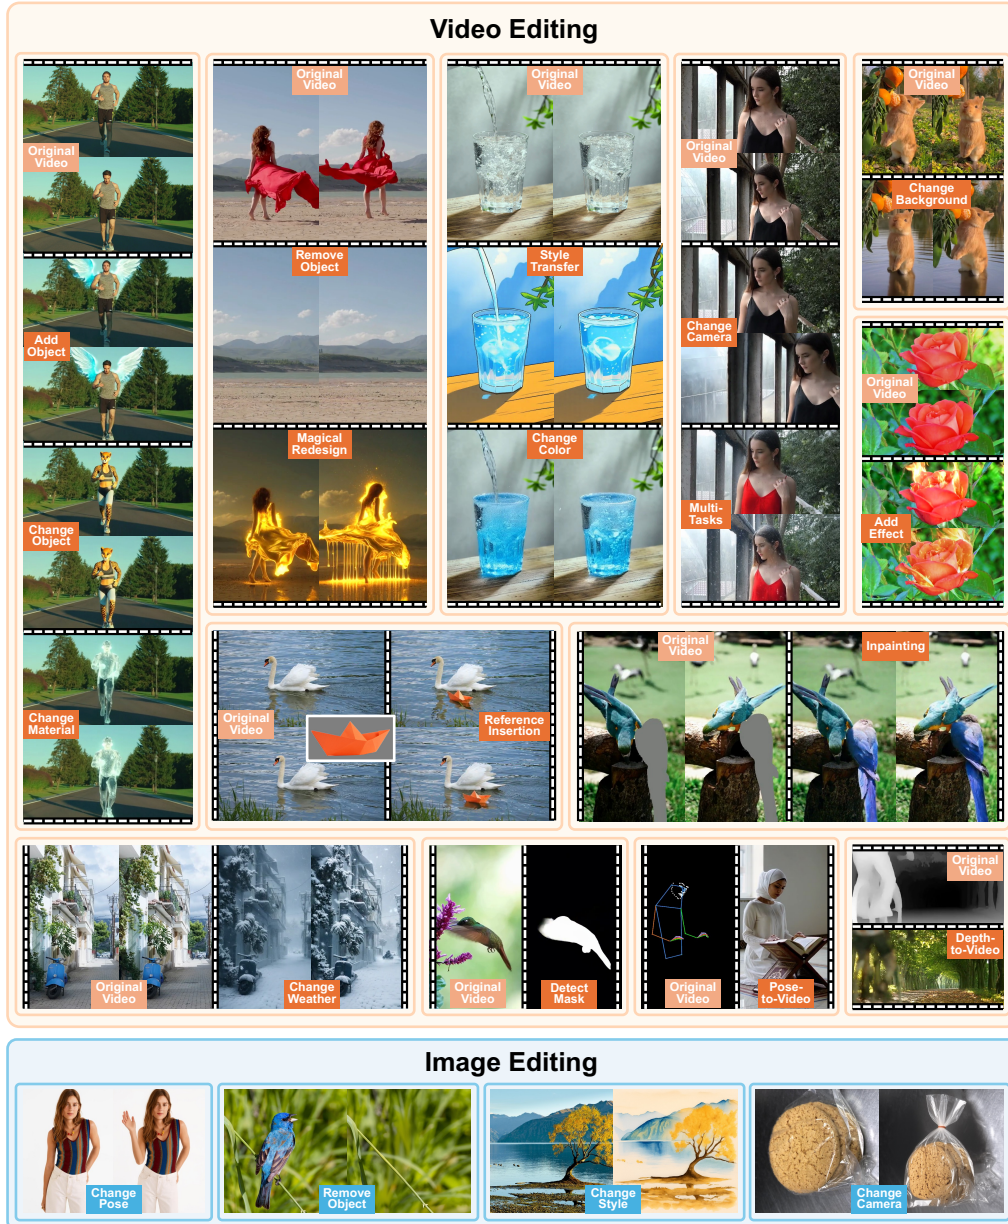 Video Editing
Original
Video
Add
Object
Change
Object
Change
Material
Original
Video
Remove
Object
Magical
Redesign
Original
Video
Style
Transfer
Change
Color
Original
Video
Change
Camera
Multi-
Tasks
Original
Video
Change
Background
Original
Video
Add
Effect
Original
Video
Reference
Insertion
Original
Video
Inpainting
Original
Video
Change
Weather
Original
Video
Detect
Mask
Original
Video
Pose-
to-Video
Original
Video
Depth-
to-Video
Image Editing
Change
Pose
Remove
Object
Change
Style
Change
Camera